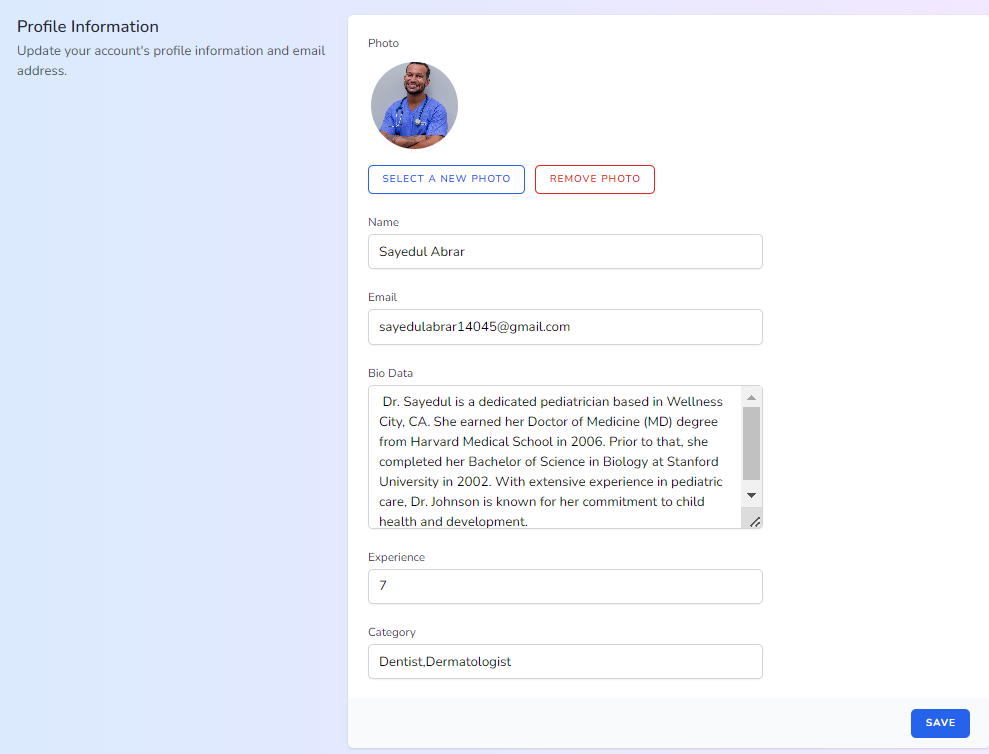 Profile Information
Update your account's profile information and email
address.
Photo
SELECT A NEW PHOTO
REMOVE PHOTO
Name
Sayedul Abrar
Email
sayedulabrar14045@gmail.com
Bio Data
Dr. Sayedul is a dedicated pediatrician based in Wellness
City, CA. She earned her Doctor of Medicine (MD) degree
from Harvard Medical School in 2006. Prior to that, she
completed her Bachelor of Science in Biology at Stanford
University in 2002. With extensive experience in pediatric
care, Dr. Johnson is known for her commitment to child
health and development.
Experience
7
Category
Dentist,Dermatologist
SAVE